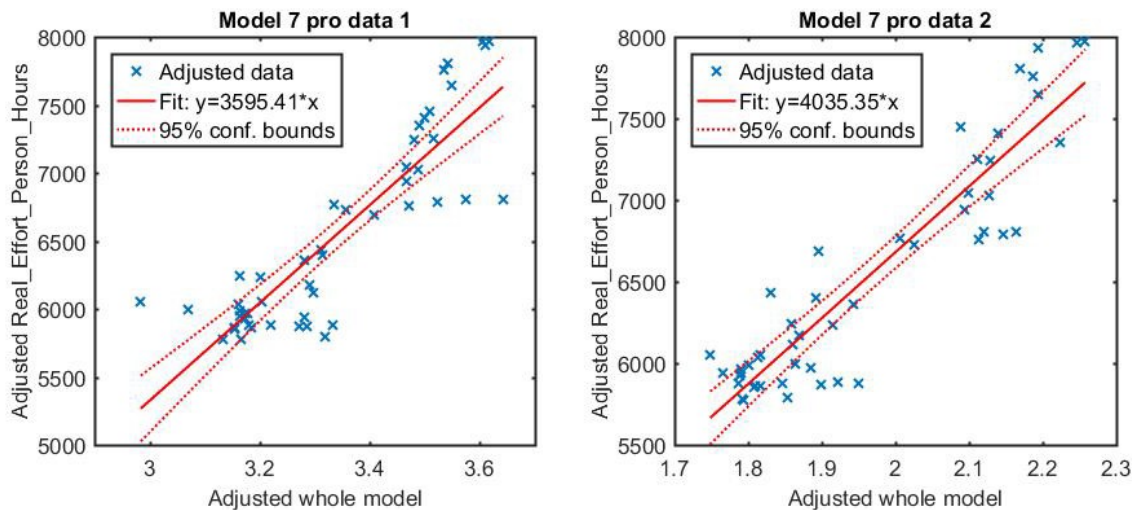 Model 7 pro data 1
8000
7500
7000
6500
6000
5500
5000
Adjusted Real_Effort_Person_Hours
Adjusted data
Fit: y=3595.41*x
95% conf. bounds
3
3.2
3.4
3.6
Adjusted whole model
Model 7 pro data 2
8000
7500
7000
6500
6000
5500
Adjusted Real_Effort_Person_Hours
Adjusted data
Fit: y=4035.35*x
95% conf. bounds
1.7
1.8
1.9
2
2.1
2.2
2.3
Adjusted whole model